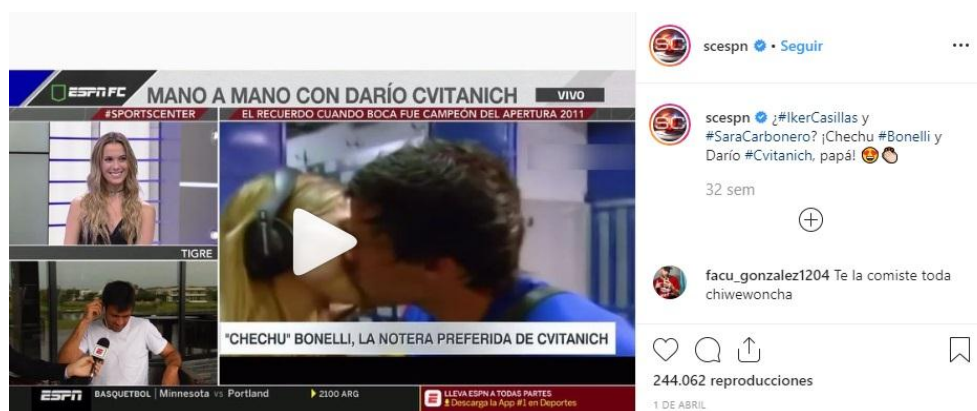 ESPN FC
MANO A MANO CON DARÍO CVITANICH
VIVO
#SPORTSCENTER
EL RECUERDO CUANDO BOCA FUE CAMPEÓN DEL APERTURA 2011
TIGRE
"CHECHU" BONELLI, LA NOTERA PREFERIDA DE CVITANICH
ESPN
BASQUETBOL | Minnesota vs Portland
2100 ARG
LLEVA ESPN A TODAS PARTES
Descarga la App #1 en Deportes
SC
scespn • Seguir
SC
scespn ¿#IkerCasillas y
#SaraCarbonero? ¡Chechu #Bonelli y
Darío #Cvitanich, papá! 🤩👏🏻
32 sem
facu_gonzalez1204 Te la comiste toda
chiwewoncha
244.062 reproducciones
1 DE ABRIL